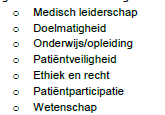 o Medisch leiderschap
o Doelmatigheid
o Onderwijs/opleiding
o Patiëntveiligheid
o Ethiek en recht
o Patiëntparticipatie
o Wetenschap